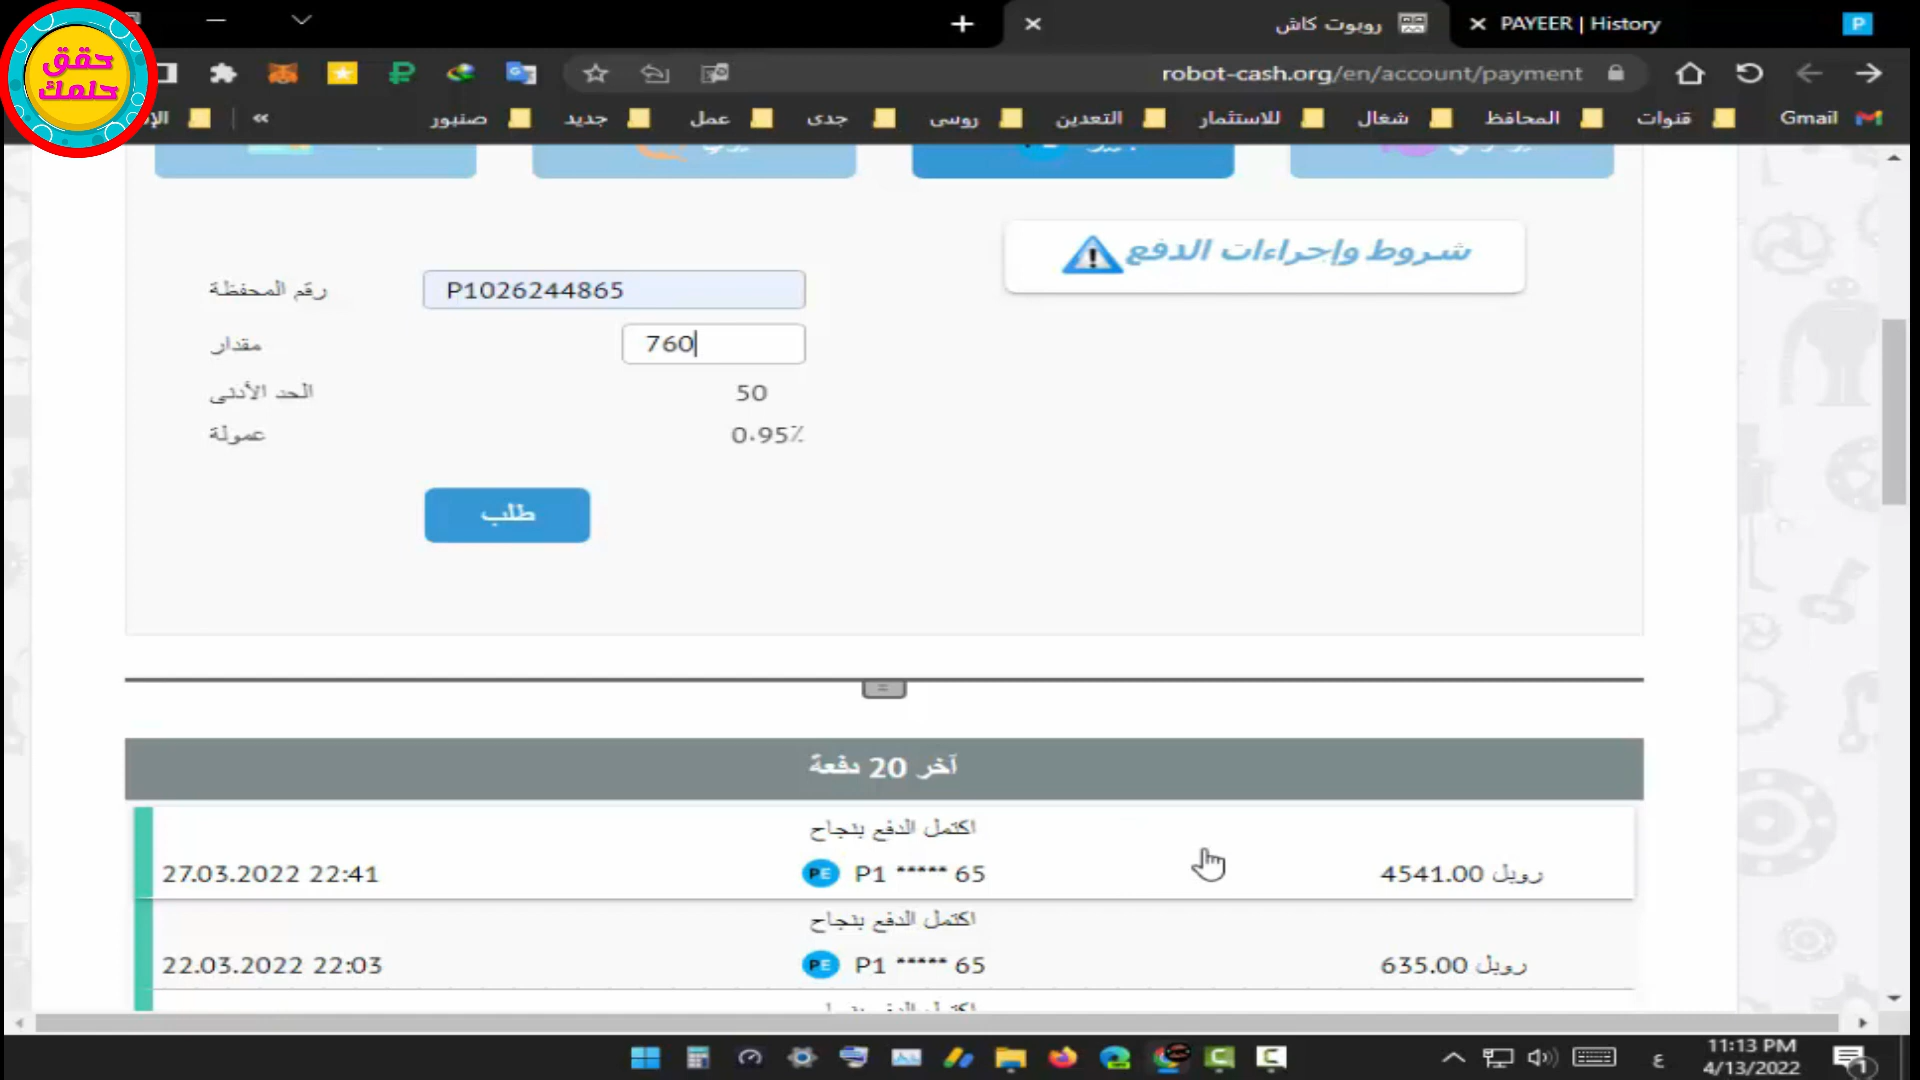 حقق
حلمك
روبوت كاش
PAYEER | History
P
robot-cash.org/en/account/payment
Gmail
قنوات
المحافظ
شغال
للاستثمار
التعدين
روسى
جدى
عمل
جديد
صنبور
»
شروط وإجراءات الدفع
رقم المحفظة
P1026244865
مقدار
760
الحد الأدنى
50
عمولة
0.95٪
طلب
آخر 20 دفعة
اكتمل الدفع بنجاح
27.03.2022 22:41
PE P1 ***** 65
4541.00 روبل
اكتمل الدفع بنجاح
22.03.2022 22:03
PE P1 ***** 65
635.00 روبل
ع
11:13 PM
4/13/2022
1